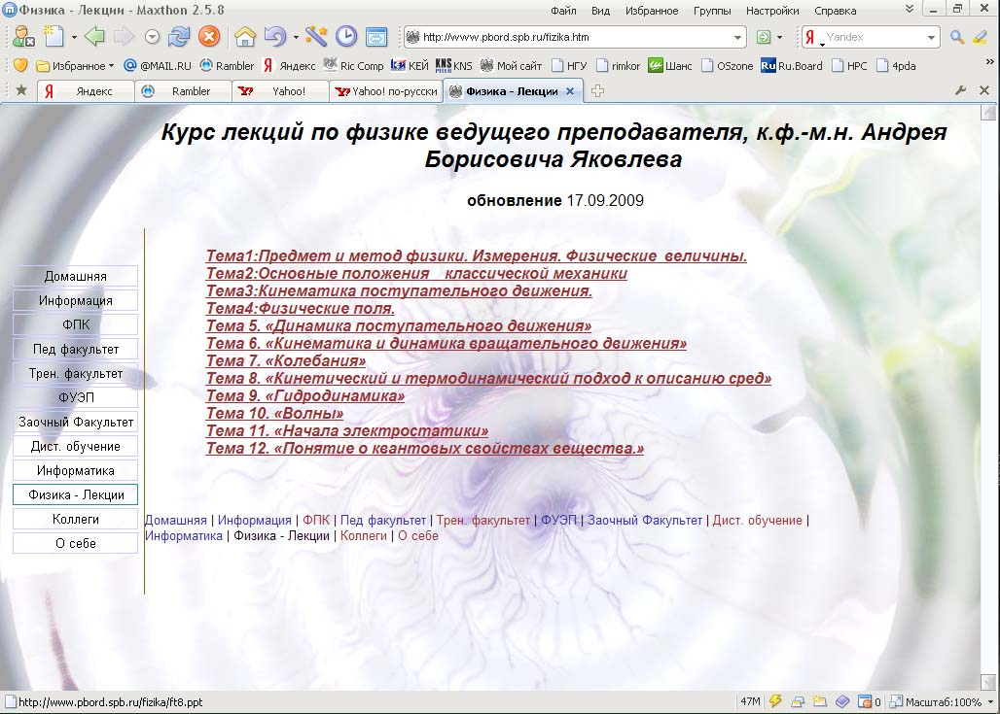 Физика - Лекции - Maxthon 2.5.8
Файл Вид Избранное Группы Настройки Справка
http://www.pbord.spb.ru/fizika.htm
Yandex
Избранное @MAIL.RU Rambler Яндекс Ric Comp КЕЙ KNS Мой сайт НГУ rimkor Шанс OSzone Ru.Board НРС 4pda
Яндекс Rambler Yahoo! Yahoo! по-русски Физика - Лекции
Курс лекций по физике ведущего преподавателя, к.ф.-м.н. Андрея
Борисовича Яковлева
обновление 17.09.2009
Тема1:Предмет и метод физики. Измерения. Физические величины.
Тема2:Основные положения классической механики
Тема3:Кинематика поступательного движения.
Тема4:Физические поля.
Тема 5. «Динамика поступательного движения»
Тема 6. «Кинематика и динамика вращательного движения»
Тема 7. «Колебания»
Тема 8. «Кинетический и термодинамический подход к описанию сред»
Тема 9. «Гидродинамика»
Тема 10. «Волны»
Тема 11. «Начала электростатики»
Тема 12. «Понятие о квантовых свойствах вещества.»
Домашняя
Информация
ФПК
Пед факультет
Трен. факультет
ФУЭП
Заочный Факультет
Дист. обучение
Информатика
Физика - Лекции
Коллеги
О себе
Домашняя | Информация | ФПК | Пед факультет | Трен. факультет | ФУЭП | Заочный Факультет | Дист. обучение |
Информатика | Физика - Лекции | Коллеги | О себе
http://www.pbord.spb.ru/fizika/ft8.ppt
47M 0 Масштаб:100%